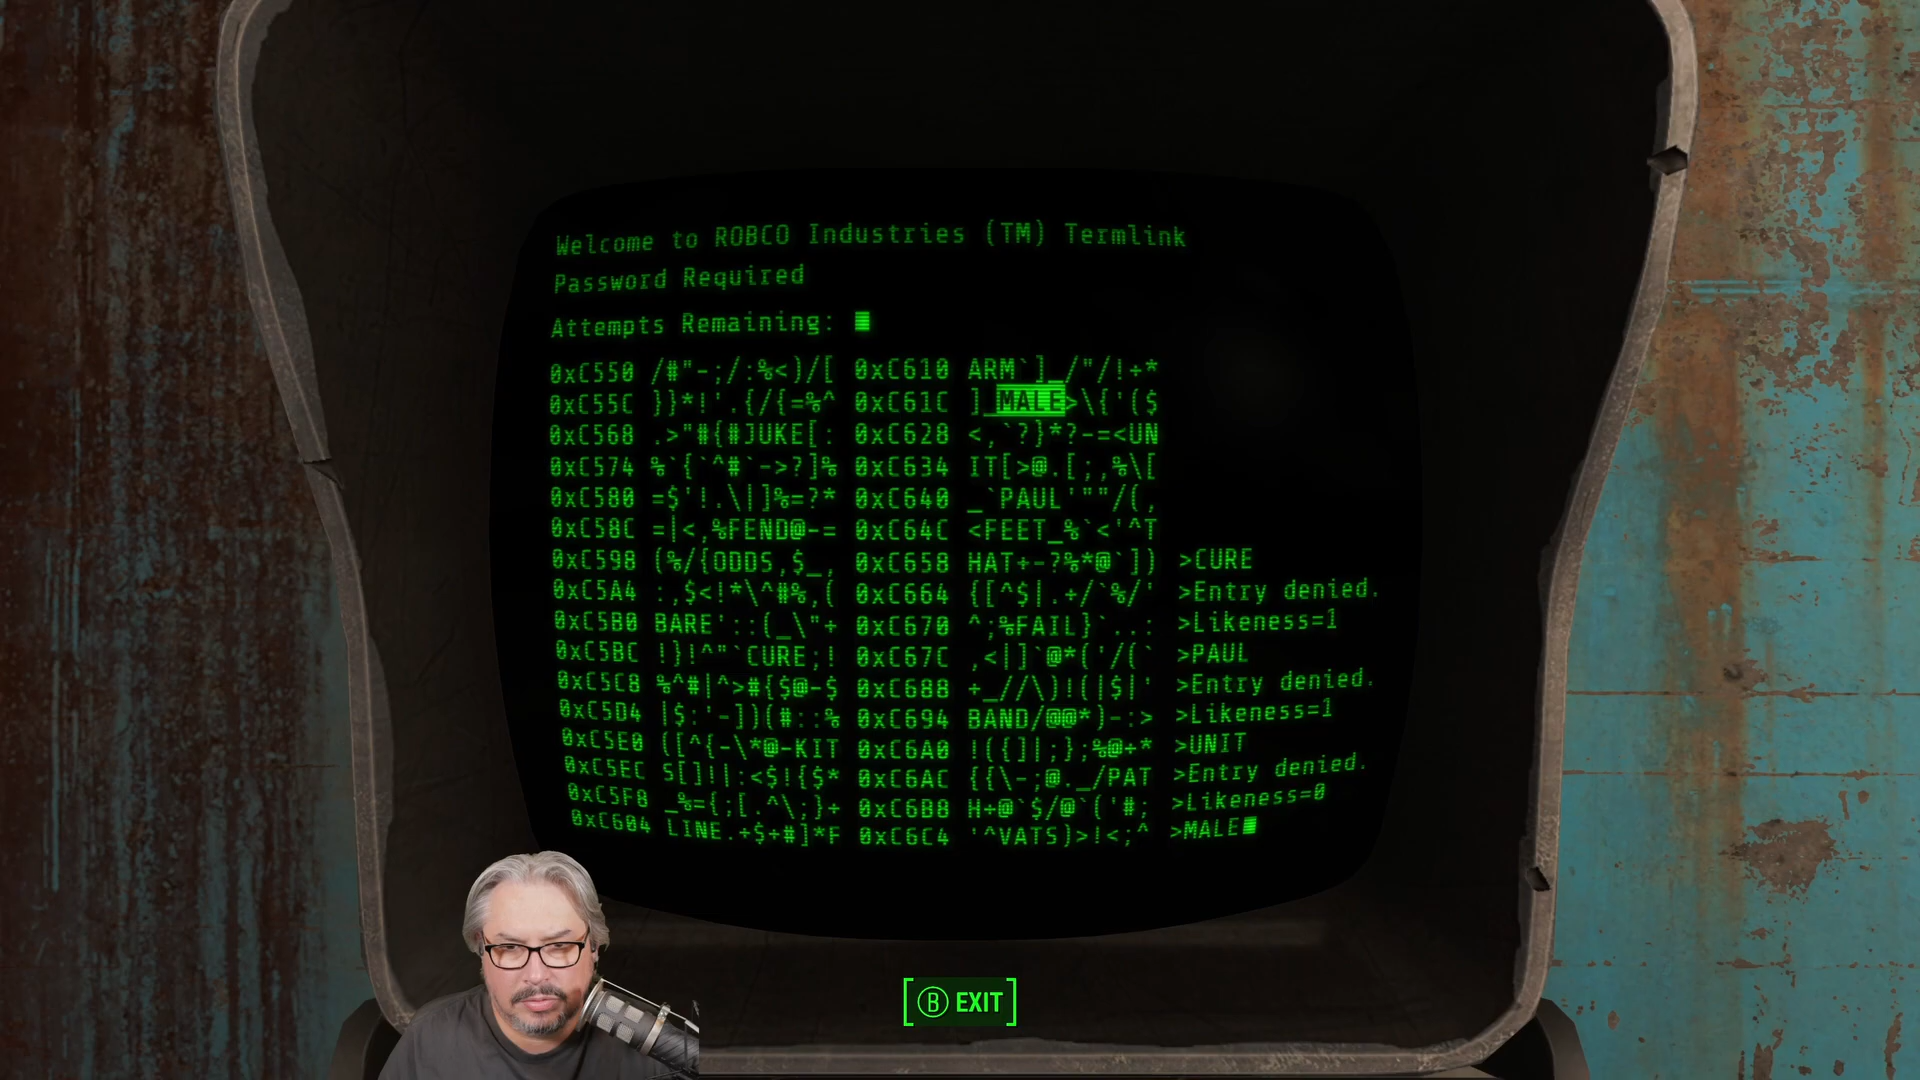 Welcome to ROBCO Industries (TM) Termlink
Password Required
Attempts Remaining:
0xC550 /#"-;/:%<)/[ 0xC610 ARM`]_/"/!+*
0xC55C }}*!'.{/{=%^ 0xC61C ]_MALE>\{'($
0xC568 .>"#{#JUKE[: 0xC628 <,`?}*?-=<UN
0xC574 %`{`^#`->?]% 0xC634 IT[>@.[;,%\[
0xC580 =$'!.\|]%=?* 0xC640 _`PAUL'""/(,
0xC58C =|<,%FEND@-= 0xC64C <FEET_%`<'^T
0xC598 (%/{ODDS,$_, 0xC658 HAT+-?%*@`]) >CURE
0xC5A4 :,$<!*\^#%,( 0xC664 {[^$|.+/`%/' >Entry denied.
0xC5B0 BARE'::(_\"+ 0xC670 ^;%FAIL}`..: >Likeness=1
0xC5BC !}!^"`CURE;! 0xC67C ,<|]`@*('/(` >PAUL
0xC5C8 %^#|^>#{$@-$ 0xC688 +_//\)!(|$|' >Entry denied.
0xC5D4 |$:'-])(#::% 0xC694 BAND/@@*)-:> >Likeness=1
0xC5E0 ([^{-\*@-KIT 0xC6A0 !({]|;};%@+* >UNIT
0xC5EC S[]!|:<$!{$* 0xC6AC {{\-;@._/PAT >Entry denied.
0xC5F8 _%={;[.^\;}+ 0xC6B8 H+@`$/@`('#; >Likeness=0
0xC604 LINE.+$+#]*F 0xC6C4 '^VATS)>!<;^ >MALE
B EXIT